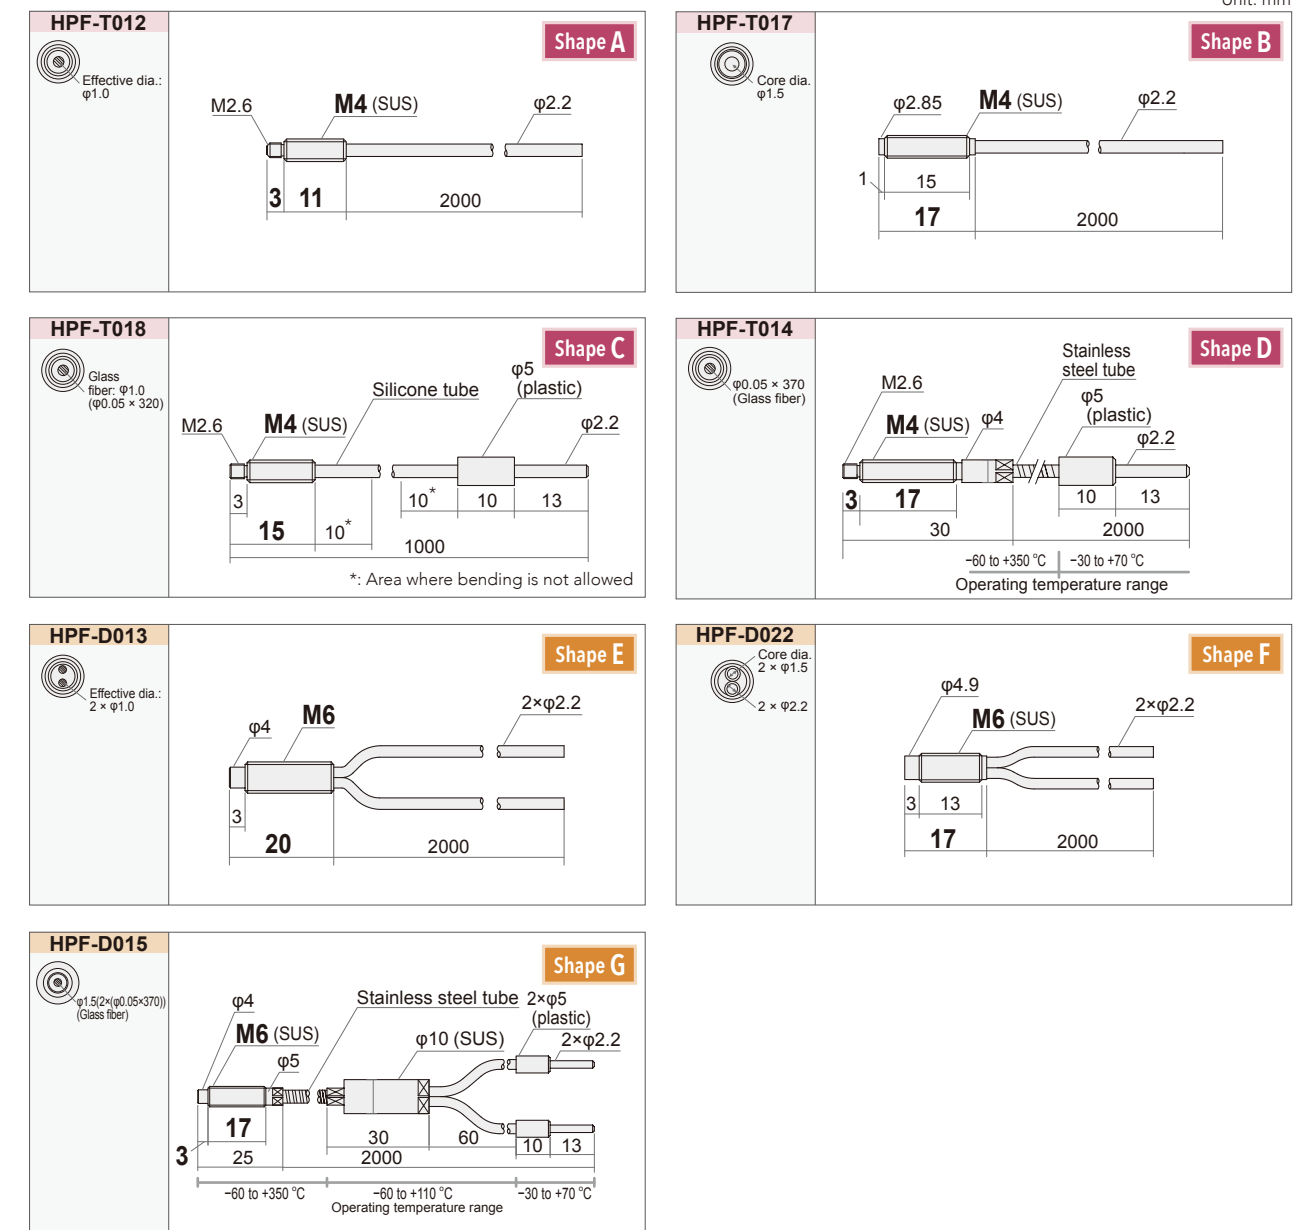 Unit: mm
HPF-T012
Shape A
Effective dia.:
φ1.0
M2.6
M4 (SUS)
φ2.2
3
11
2000
HPF-T017
Shape B
Core dia.
φ1.5
φ2.85
M4 (SUS)
φ2.2
1
15
17
2000
HPF-T018
Shape C
Glass
fiber: φ1.0
(φ0.05 × 320)
M2.6
M4 (SUS)
Silicone tube
φ5
(plastic)
φ2.2
3
10*
10
13
15
10*
1000
*: Area where bending is not allowed
HPF-T014
Shape D
φ0.05 × 370
(Glass fiber)
Stainless
steel tube
M2.6
φ5
(plastic)
M4 (SUS)
φ4
φ2.2
3
17
10
13
30
2000
−60 to +350 °C
−30 to +70 °C
Operating temperature range
HPF-D013
Shape E
Effective dia.:
2 × φ1.0
φ4
M6
2×φ2.2
3
20
2000
HPF-D022
Shape F
Core dia.
2 × φ1.5
2 × φ2.2
φ4.9
M6 (SUS)
2×φ2.2
3
13
17
2000
HPF-D015
Shape G
φ1.5(2×(φ0.05×370))
(Glass fiber)
φ4
Stainless steel tube
2×φ5
(plastic)
M6 (SUS)
φ10 (SUS)
2×φ2.2
φ5
17
30
60
10
13
3
25
2000
−60 to +350 °C
−60 to +110 °C
−30 to +70 °C
Operating temperature range